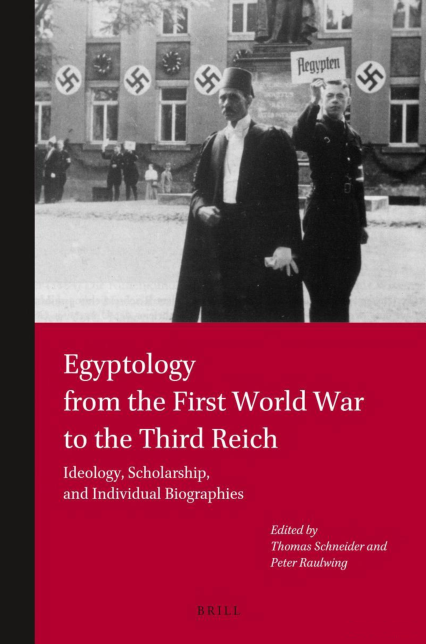 Aegypten
Egyptology
from the First World War
to the Third Reich
Ideology, Scholarship,
and Individual Biographies
Edited by
Thomas Schneider and
Peter Raulwing
BRILL